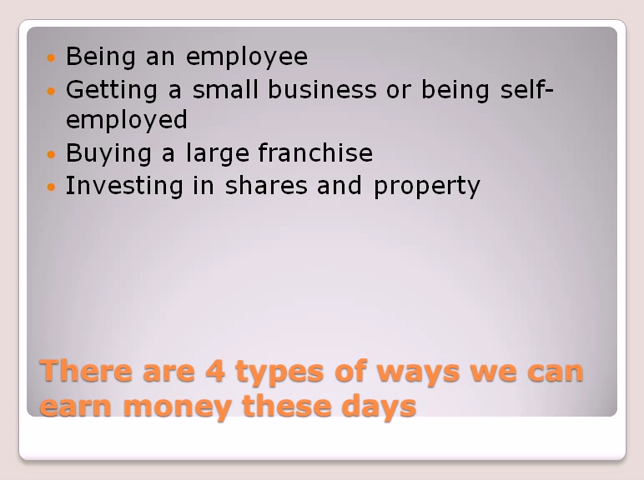 Being an employee
Getting a small business or being self-
employed
Buying a large franchise
Investing in shares and property
There are 4 types of ways we can
earn money these days